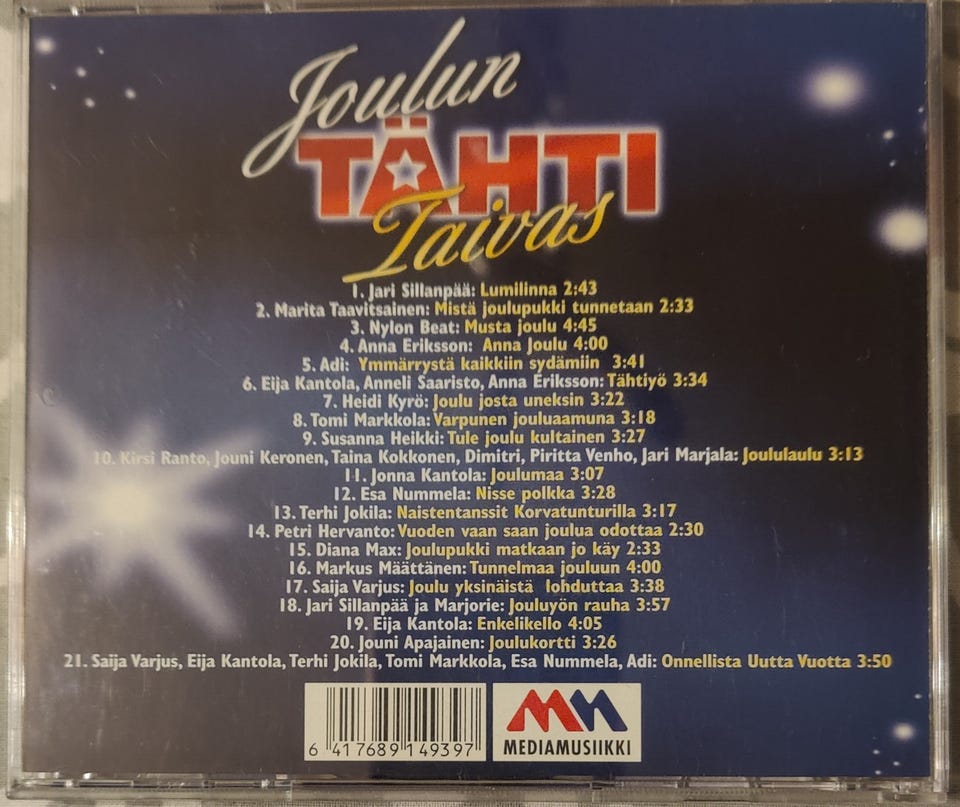 Joulun
TÄHTI
Taivas
1. Jari Sillanpää: Lumilinna 2:43
2. Marita Taavitsainen: Mistä joulupukki tunnetaan 2:33
3. Nylon Beat: Musta joulu 4:45
4. Anna Eriksson: Anna Joulu 4:00
5. Adi: Ymmärrystä kaikkiin sydämiin 3:41
6. Eija Kantola, Anneli Saaristo, Anna Eriksson: Tähtiyö 3:34
7. Heidi Kyrö: Joulu josta uneksin 3:22
8. Tomi Markkola: Varpunen jouluaamuna 3:18
9. Susanna Heikki: Tule joulu kultainen 3:27
10. Kirsi Ranto, Jouni Keronen, Taina Kokkonen, Dimitri, Piritta Venho, Jari Marjala: Joululaulu 3:13
11. Jonna Kantola: Joulumaa 3:07
12. Esa Nummela: Nisse polkka 3:28
13. Terhi Jokila: Naistentanssit Korvatunturilla 3:17
14. Petri Hervanto: Vuoden vaan saan joulua odottaa 2:30
15. Diana Max: Joulupukki matkaan jo käy 2:33
16. Markus Määttänen: Tunnelmaa jouluun 4:00
17. Saija Varjus: Joulu yksinäistä lohduttaa 3:38
18. Jari Sillanpää ja Marjorie: Jouluyön rauha 3:57
19. Eija Kantola: Enkelikello 4:05
20. Jouni Apajainen: Joulukortti 3:26
21. Saija Varjus, Eija Kantola, Terhi Jokila, Tomi Markkola, Esa Nummela, Adi: Onnellista Uutta Vuotta 3:50
6 417689 149397
MM
MEDIAMUSIIKKI